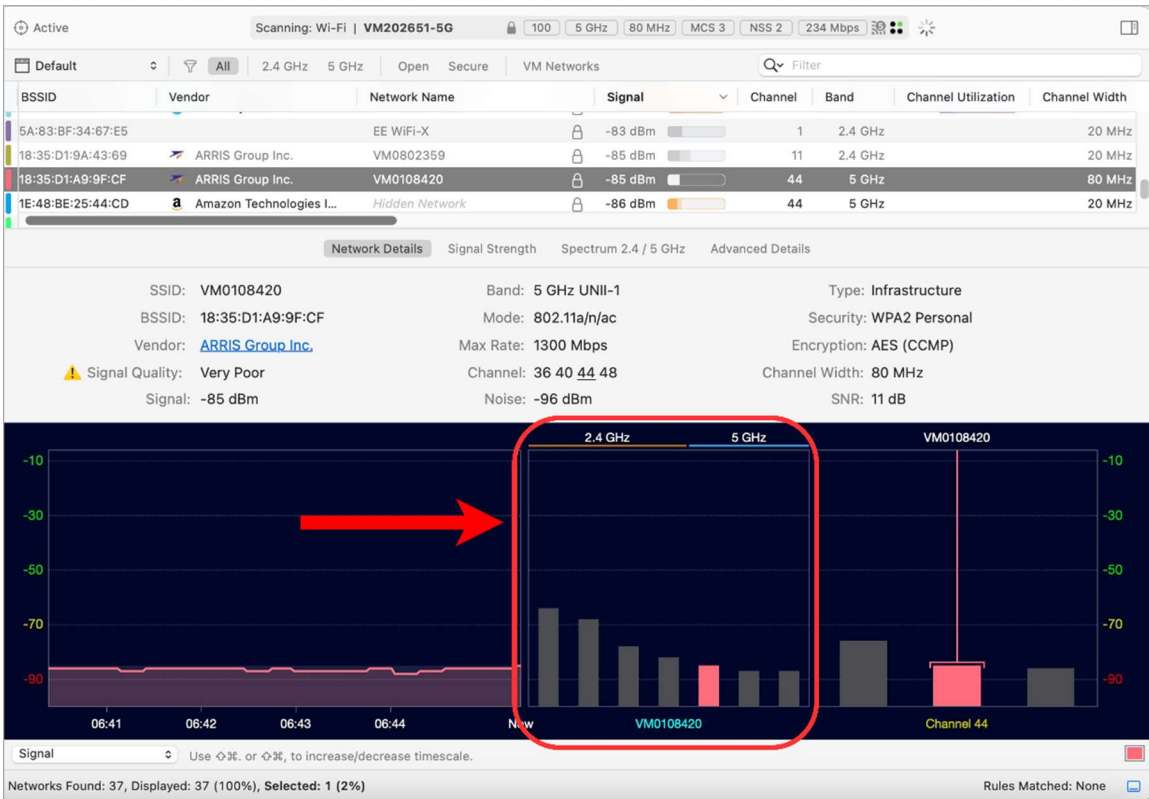 Active
Scanning: Wi-Fi | VM202651-5G 100 5 GHz 80 MHz MCS 3 NSS 2 234 Mbps
Default All 2.4 GHz 5 GHz Open Secure VM Networks Filter
BSSID Vendor Network Name Signal Channel Band Channel Utilization Channel Width
5A:83:BF:34:67:E5 EE WiFi-X -83 dBm 1 2.4 GHz 20 MHz
18:35:D1:9A:43:69 ARRIS Group Inc. VM0802359 -85 dBm 11 2.4 GHz 20 MHz
18:35:D1:A9:9F:CF ARRIS Group Inc. VM0108420 -85 dBm 44 5 GHz 80 MHz
1E:48:BE:25:44:CD a Amazon Technologies I... Hidden Network -86 dBm 44 5 GHz 20 MHz
Network Details Signal Strength Spectrum 2.4 / 5 GHz Advanced Details
SSID: VM0108420 Band: 5 GHz UNII-1 Type: Infrastructure
BSSID: 18:35:D1:A9:9F:CF Mode: 802.11a/n/ac Security: WPA2 Personal
Vendor: ARRIS Group Inc. Max Rate: 1300 Mbps Encryption: AES (CCMP)
Signal Quality: Very Poor Channel: 36 40 44 48 Channel Width: 80 MHz
Signal: -85 dBm Noise: -96 dBm SNR: 11 dB
2.4 GHz 5 GHz VM0108420
-10 -10
-30 -30
-50 -50
-70 -70
-90 -90
06:41 06:42 06:43 06:44 Now VM0108420 Channel 44
Signal Use ⇧⌘. or ⇧⌘, to increase/decrease timescale.
Networks Found: 37, Displayed: 37 (100%), Selected: 1 (2%) Rules Matched: None